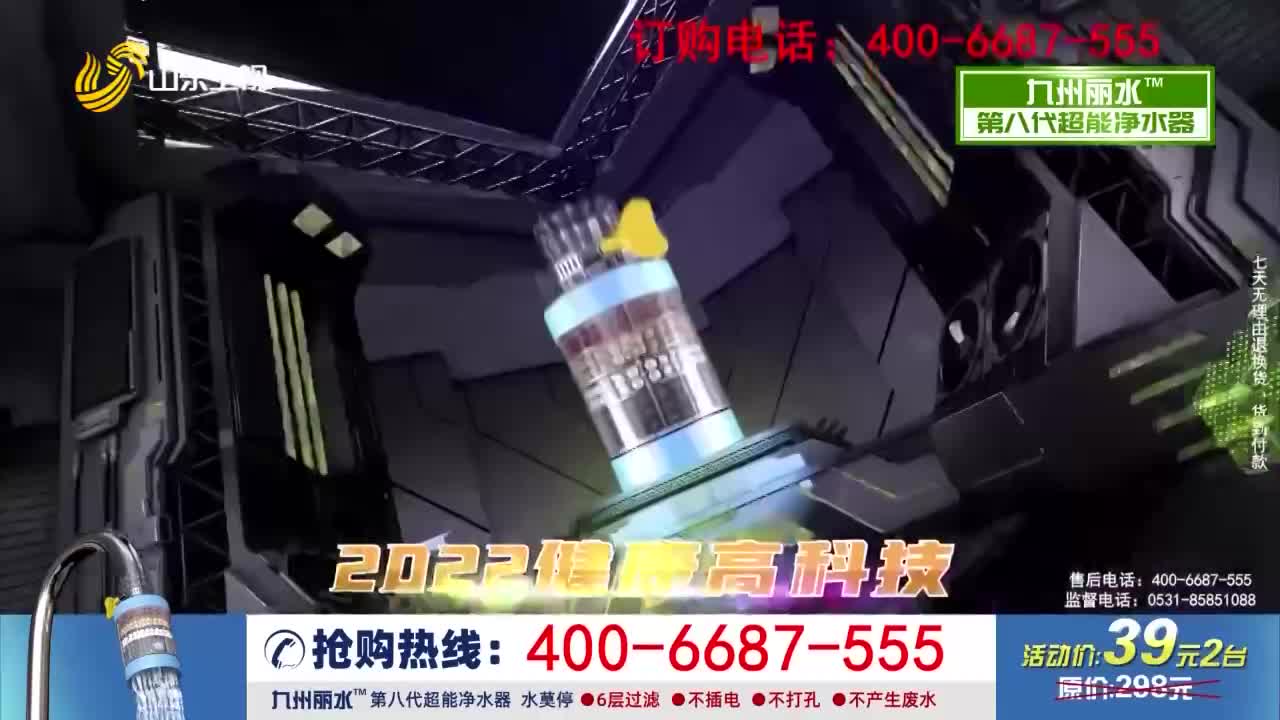 订购电话：400-6687-555
山东卫视
九州丽水™
第八代超能净水器
七天无理由退换货、货到付款
2022健康高科技
售后电话：400-6687-555
监督电话：0531-85851088
抢购热线：400-6687-555
活动价:39元2台
原价:298元
九州丽水™第八代超能净水器 水莫停 ●6层过滤 ●不插电 ●不打孔 ●不产生废水